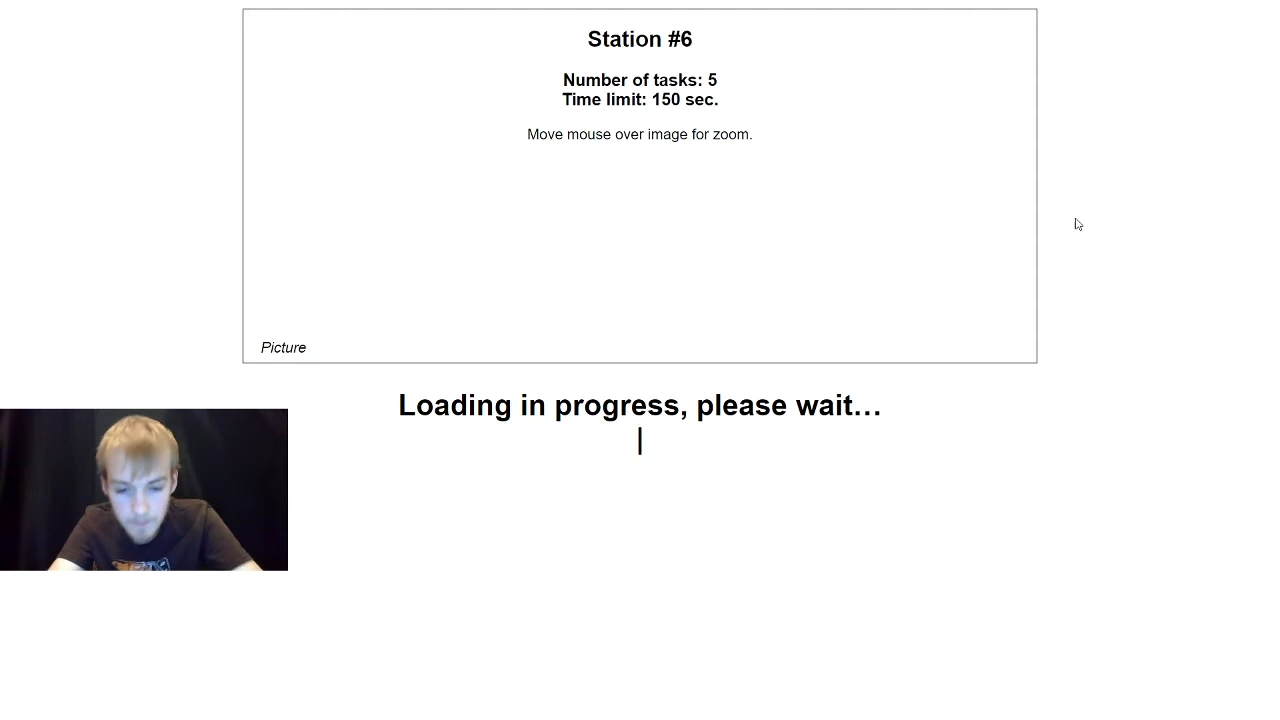 Station #6
Number of tasks: 5
Time limit: 150 sec.
Move mouse over image for zoom.
Picture
Loading in progress, please wait…
|